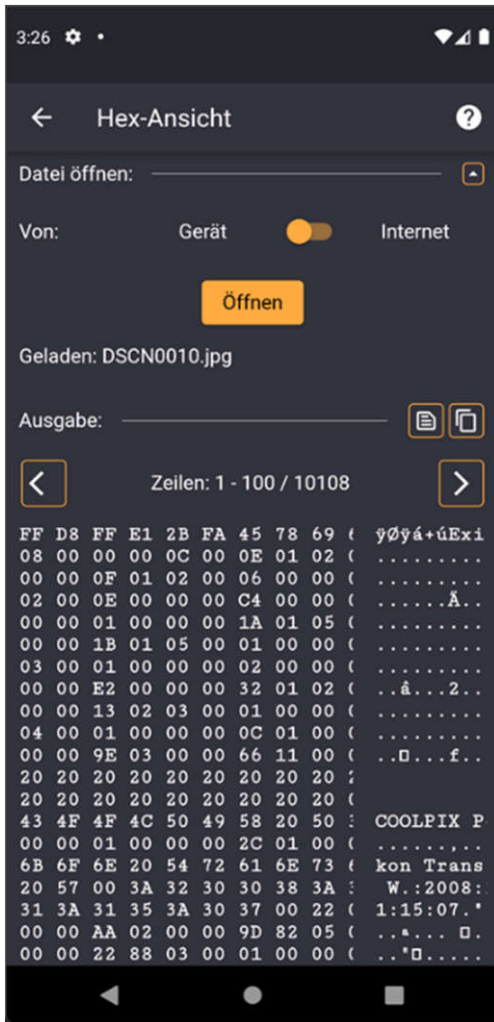 3:26
Hex-Ansicht
Datei öffnen:
Von: Gerät Internet
Öffnen
Geladen: DSCN0010.jpg
Ausgabe:
Zeilen: 1 - 100 / 10108
FF D8 FF E1 2B FA 45 78 69 ÿØÿá+úExi
08 00 00 00 0C 00 0E 01 02 .........
00 00 0F 01 02 00 06 00 00 .........
02 00 0E 00 00 00 C4 00 00 ......Ä..
00 00 01 00 00 00 1A 01 05 .........
00 00 1B 01 05 00 01 00 00 .........
03 00 01 00 00 00 02 00 00 .........
00 00 E2 00 00 00 32 01 02 ..â...2..
00 00 13 02 03 00 01 00 00 .........
04 00 01 00 00 00 0C 01 00 .........
00 00 9E 03 00 00 66 11 00 ..□...f..
20 20 20 20 20 20 20 20 20
20 20 20 20 20 20 20 20 20
43 4F 4F 4C 50 49 58 20 50 COOLPIX P
00 00 01 00 00 00 2C 01 00 ......,..
6B 6F 6E 20 54 72 61 6E 73 kon Trans
20 57 00 3A 32 30 30 38 3A W.:2008:
31 3A 31 35 3A 30 37 00 22 1:15:07."
00 00 AA 02 00 00 9D 82 05 ..ª... □.
00 00 22 88 03 00 01 00 00 .."□.....